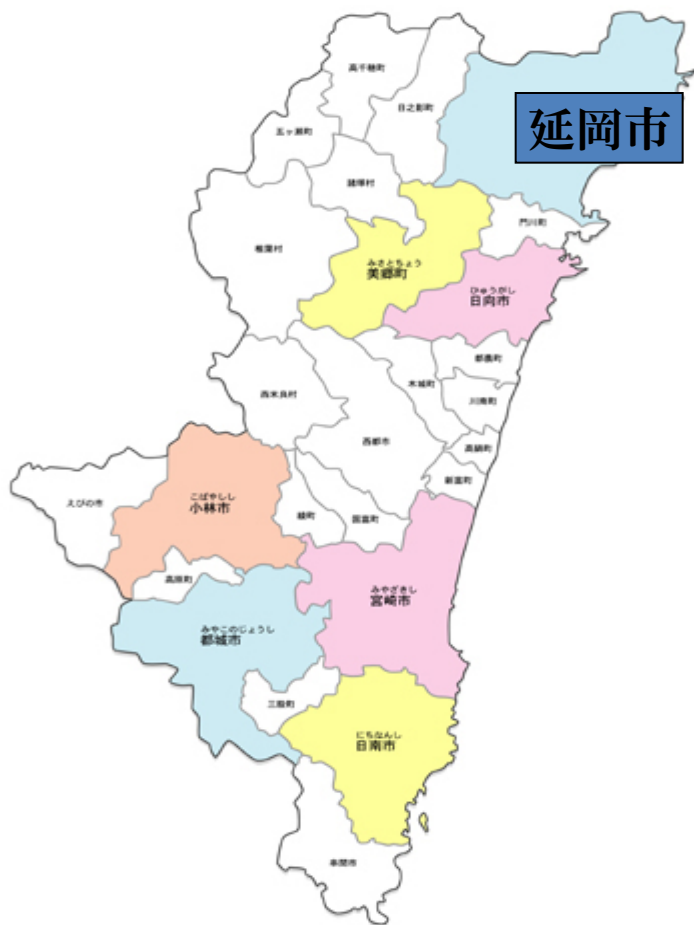 高千穂町
日之影町
延岡市
五ヶ瀬町
諸塚村
門川町
椎葉村
みさとちょう
美郷町
ひゅうがし
日向市
都農町
木城町
西米良村
川南町
西都市
高鍋町
新富町
えびの市
こばやしし
小林市
綾町
国富町
高原町
みやざきし
宮崎市
みやこのじょうし
都城市
三股町
にちなんし
日南市
串間市